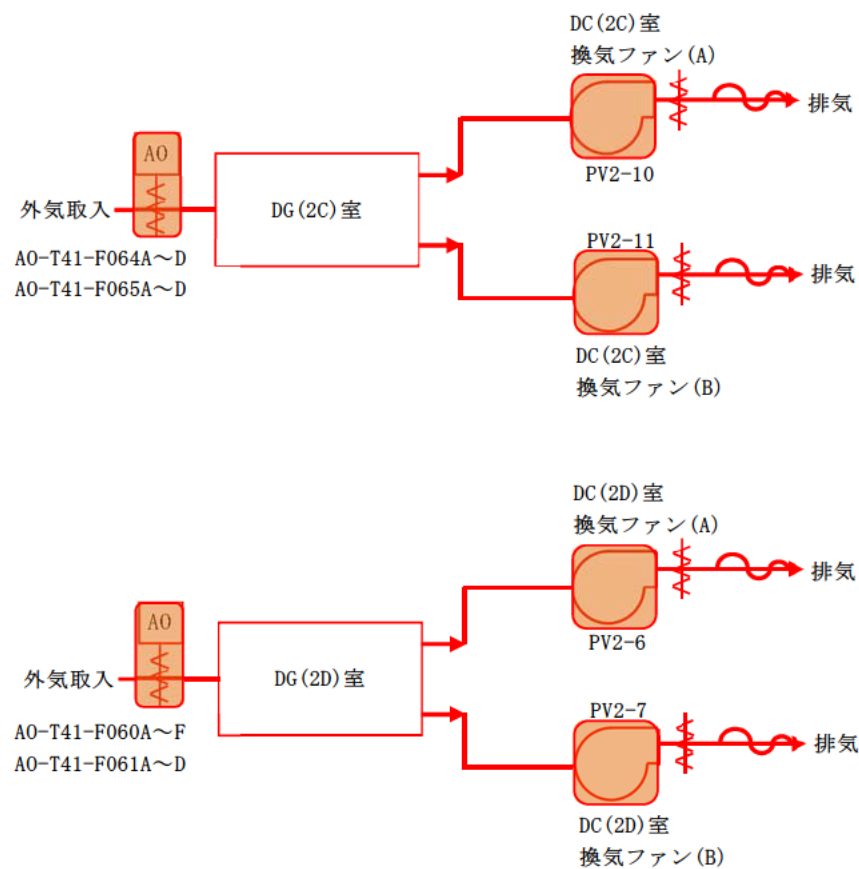 DC(2C)室
換気ファン(A)
排気
AO
PV2-10
外気取入
DG(2C)室
PV2-11
AO-T41-F064A～D
AO-T41-F065A～D
排気
DC(2C)室
換気ファン(B)
DC(2D)室
換気ファン(A)
排気
AO
PV2-6
外気取入
DG(2D)室
PV2-7
AO-T41-F060A～F
AO-T41-F061A～D
排気
DC(2D)室
換気ファン(B)